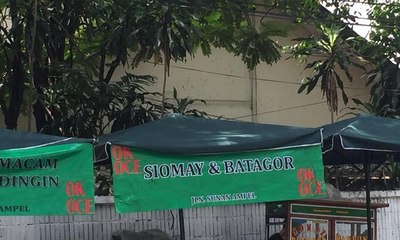 MACAM
DINGIN
AMPEL
OK
OCE
OK
OCE
SIOMAY & BATAGOR
JLN. SUNAN AMPEL
OK
OCE